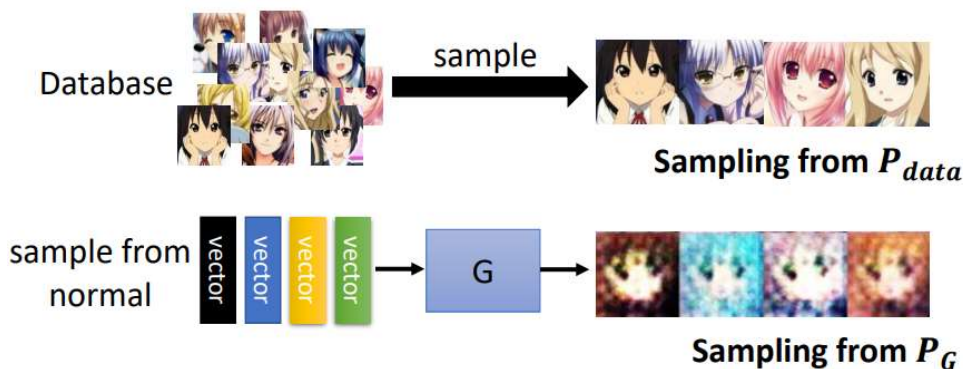 Database
sample
Sampling from P_data
sample from
normal
vector
vector
vector
vector
G
Sampling from P_G